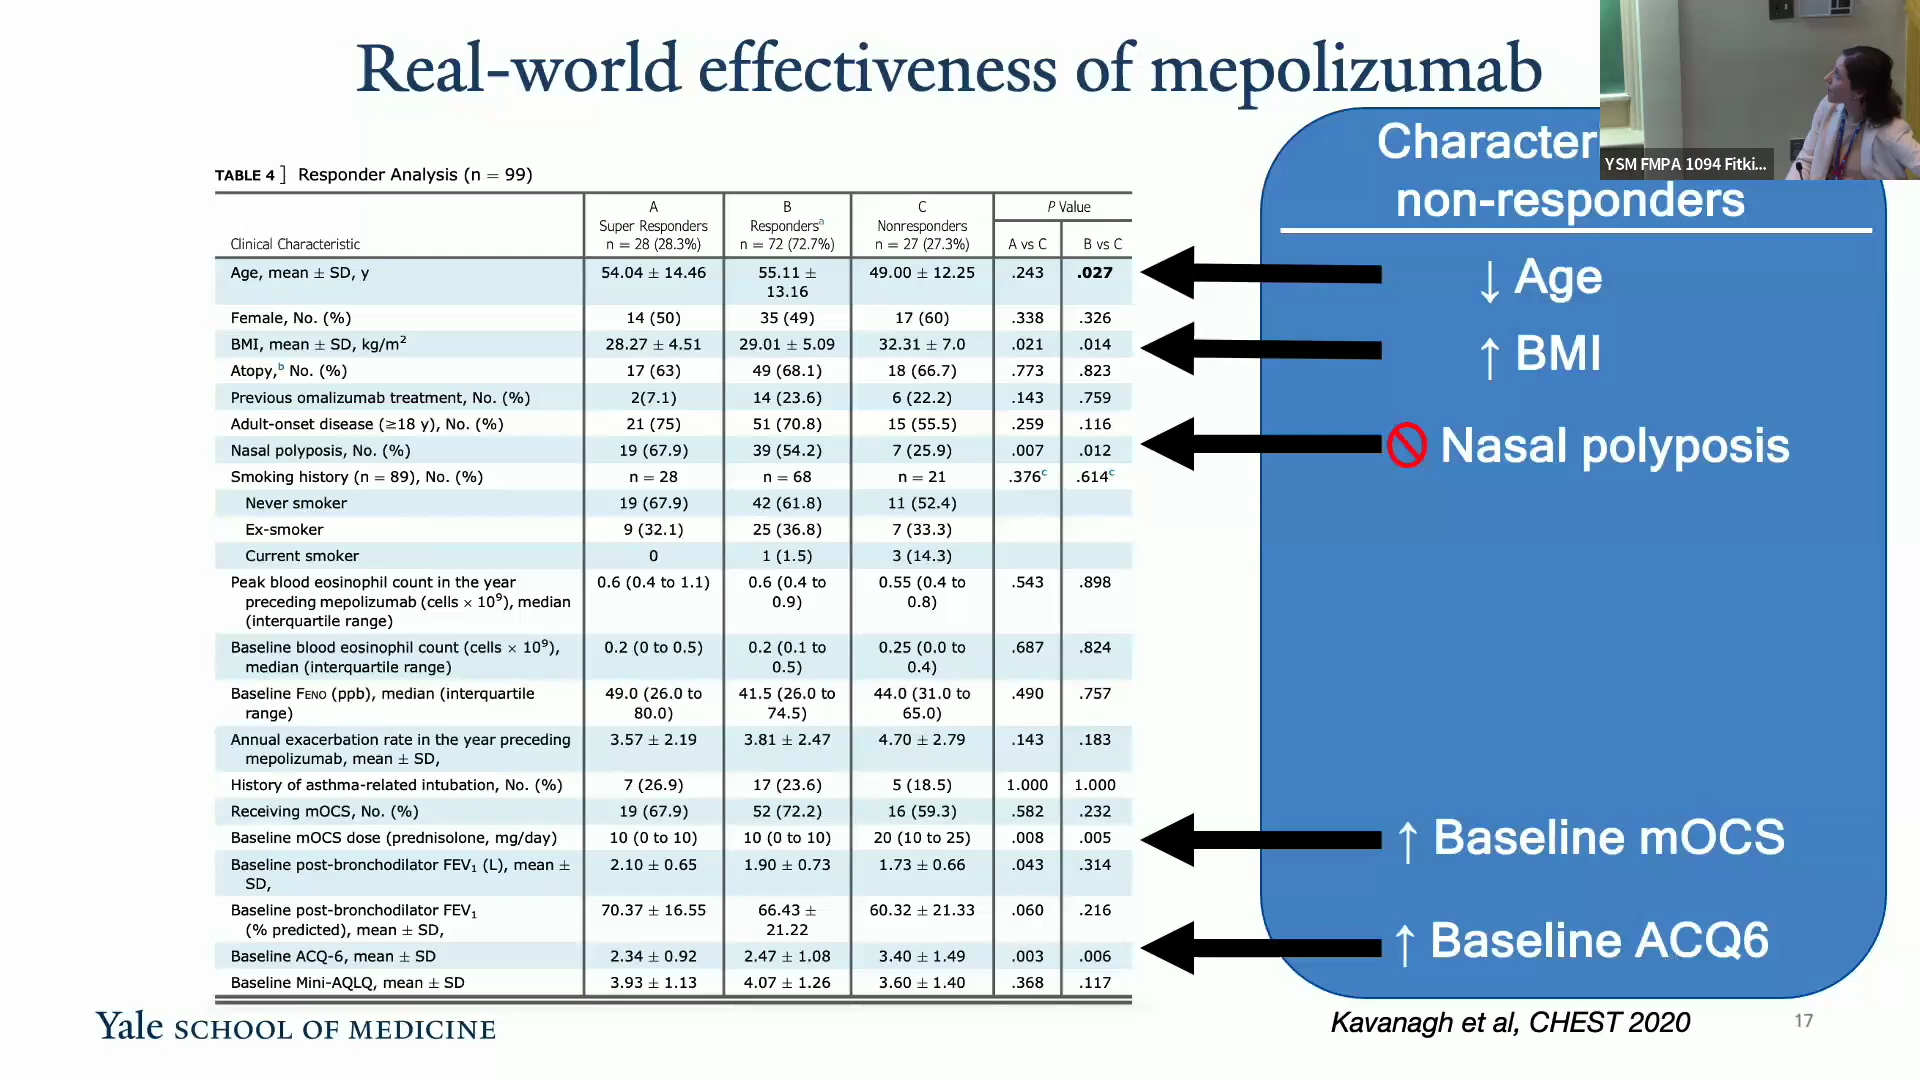 Real-world effectiveness of mepolizumab
YSM FMPA 1094 Fitki...
TABLE 4 ] Responder Analysis (n = 99)
Clinical Characteristic | A Super Responders n = 28 (28.3%) | B Responders^a n = 72 (72.7%) | C Nonresponders n = 27 (27.3%) | P Value A vs C | B vs C
Age, mean ± SD, y 54.04 ± 14.46 55.11 ± 13.16 49.00 ± 12.25 .243 .027
Female, No. (%) 14 (50) 35 (49) 17 (60) .338 .326
BMI, mean ± SD, kg/m² 28.27 ± 4.51 29.01 ± 5.09 32.31 ± 7.0 .021 .014
Atopy,^b No. (%) 17 (63) 49 (68.1) 18 (66.7) .773 .823
Previous omalizumab treatment, No. (%) 2(7.1) 14 (23.6) 6 (22.2) .143 .759
Adult-onset disease (≥18 y), No. (%) 21 (75) 51 (70.8) 15 (55.5) .259 .116
Nasal polyposis, No. (%) 19 (67.9) 39 (54.2) 7 (25.9) .007 .012
Smoking history (n = 89), No. (%) n = 28 n = 68 n = 21 .376^c .614^c
Never smoker 19 (67.9) 42 (61.8) 11 (52.4)
Ex-smoker 9 (32.1) 25 (36.8) 7 (33.3)
Current smoker 0 1 (1.5) 3 (14.3)
Peak blood eosinophil count in the year preceding mepolizumab (cells × 10⁹), median (interquartile range) 0.6 (0.4 to 1.1) 0.6 (0.4 to 0.9) 0.55 (0.4 to 0.8) .543 .898
Baseline blood eosinophil count (cells × 10⁹), median (interquartile range) 0.2 (0 to 0.5) 0.2 (0.1 to 0.5) 0.25 (0.0 to 0.4) .687 .824
Baseline FENO (ppb), median (interquartile range) 49.0 (26.0 to 80.0) 41.5 (26.0 to 74.5) 44.0 (31.0 to 65.0) .490 .757
Annual exacerbation rate in the year preceding mepolizumab, mean ± SD, 3.57 ± 2.19 3.81 ± 2.47 4.70 ± 2.79 .143 .183
History of asthma-related intubation, No. (%) 7 (26.9) 17 (23.6) 5 (18.5) 1.000 1.000
Receiving mOCS, No. (%) 19 (67.9) 52 (72.2) 16 (59.3) .582 .232
Baseline mOCS dose (prednisolone, mg/day) 10 (0 to 10) 10 (0 to 10) 20 (10 to 25) .008 .005
Baseline post-bronchodilator FEV₁ (L), mean ± SD, 2.10 ± 0.65 1.90 ± 0.73 1.73 ± 0.66 .043 .314
Baseline post-bronchodilator FEV₁ (% predicted), mean ± SD, 70.37 ± 16.55 66.43 ± 21.22 60.32 ± 21.33 .060 .216
Baseline ACQ-6, mean ± SD 2.34 ± 0.92 2.47 ± 1.08 3.40 ± 1.49 .003 .006
Baseline Mini-AQLQ, mean ± SD 3.93 ± 1.13 4.07 ± 1.26 3.60 ± 1.40 .368 .117
Character
non-responders
↓ Age
↑ BMI
Nasal polyposis
↑ Baseline mOCS
↑ Baseline ACQ6
Yale SCHOOL OF MEDICINE
Kavanagh et al, CHEST 2020
17